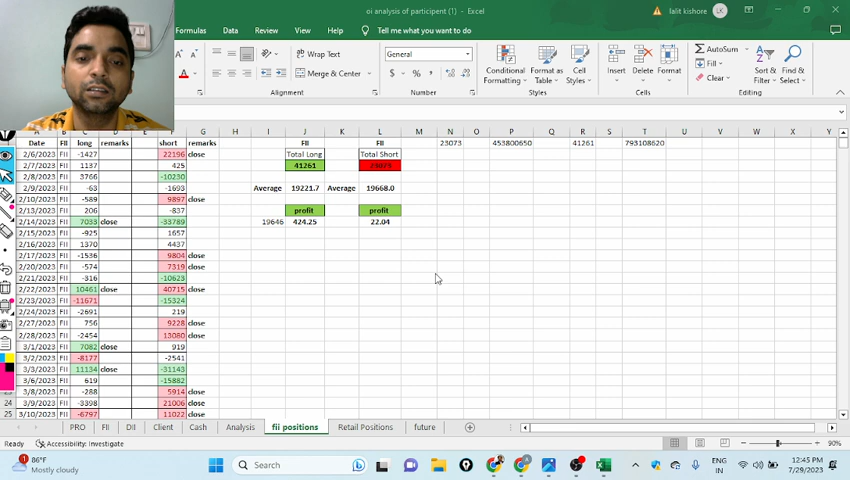 oi analysis of participant (1) - Excel
lalit kishore LK
Formulas Data Review View Help Tell me what you want to do
Wrap Text General AutoSum
Fill
Merge & Center $ % , Conditional Formatting Format as Table Cell Styles Insert Delete Format Clear Sort & Filter Find & Select
Alignment Number Styles Cells Editing
A B C D E F G H I J K L M N O P Q R S T U V W X Y
Date FII long remarks short remarks FII FII 23073 453800650 41261 793108620
2/6/2023 FII -1427 22196 close Total Long Total Short
2/7/2023 FII 1137 425 41261
2/8/2023 FII 3766 -10230
2/9/2023 FII -63 -1693 Average 19221.7 Average 19668.0
2/10/2023 FII -589 9897 close
2/13/2023 FII 206 -837 profit profit
2/14/2023 FII 7033 close -33789 19646 424.25 22.04
2/15/2023 FII -925 1657
2/16/2023 FII 1370 4437
2/17/2023 FII -1536 9804 close
2/20/2023 FII -574 7319 close
2/21/2023 FII -316 -10623
2/22/2023 FII 10461 close 40715 close
2/23/2023 FII -11671 -15324
2/24/2023 FII -2691 219
2/27/2023 FII 756 9228 close
2/28/2023 FII -2454 13080 close
3/1/2023 FII 7082 close 919
3/2/2023 FII -8177 -2541
3/3/2023 FII 11134 close -31143
3/6/2023 FII 619 -15882
3/8/2023 FII -288 5914 close
24 3/9/2023 FII -3398 21006 close
25 3/10/2023 FII -6797 11022 close
PRO FII DII Client Cash Analysis fii positions Retail Positions future
Ready Accessibility: Investigate 90%
1
86°F
Mostly cloudy
Search
ENG
IN
12:45 PM
7/29/2023